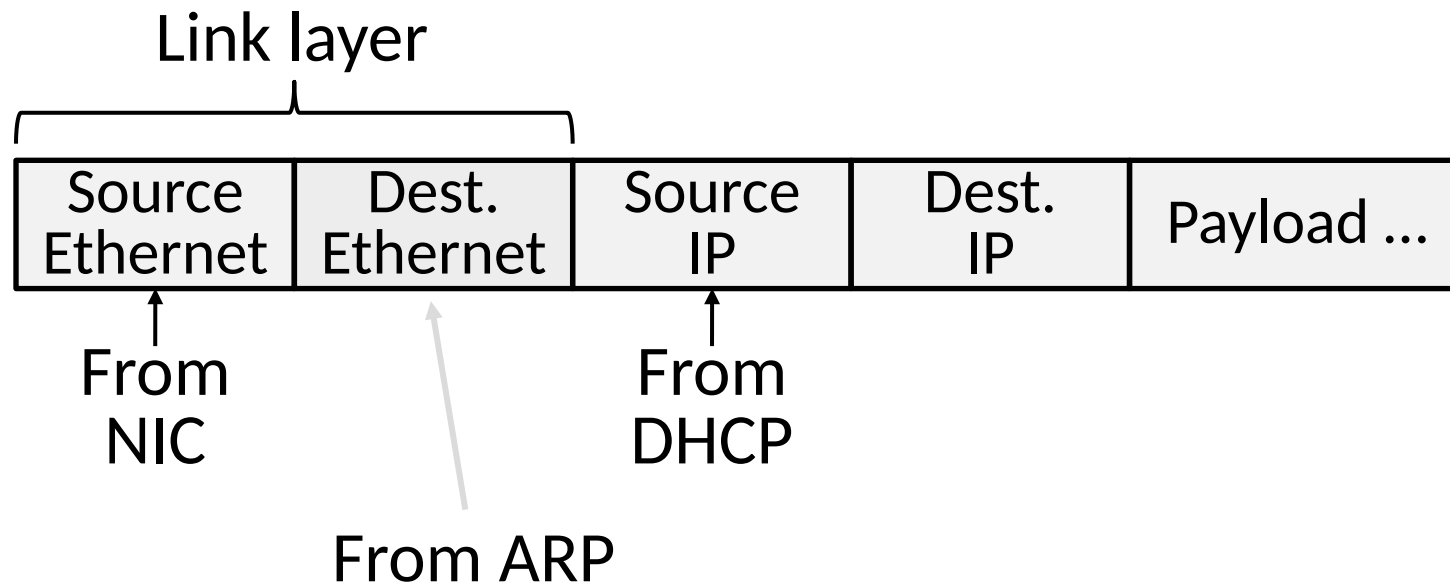 Link layer
Source Ethernet
Dest. Ethernet
Source IP
Dest. IP
Payload ...
From NIC
From DHCP
From ARP